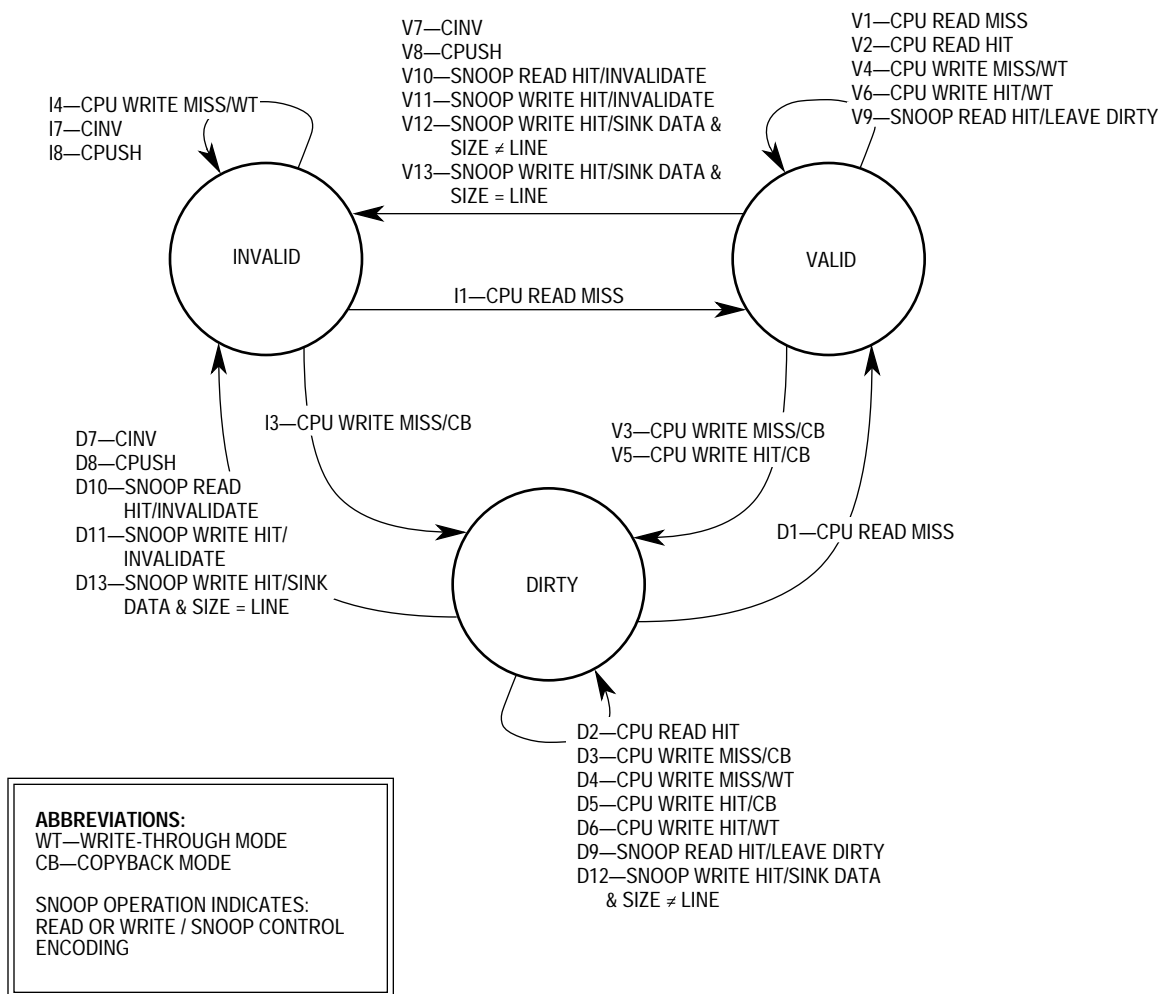 V7—CINV
V8—CPUSH
V10—SNOOP READ HIT/INVALIDATE
V11—SNOOP WRITE HIT/INVALIDATE
V12—SNOOP WRITE HIT/SINK DATA &
SIZE ≠ LINE
V13—SNOOP WRITE HIT/SINK DATA &
SIZE = LINE
V1—CPU READ MISS
V2—CPU READ HIT
V4—CPU WRITE MISS/WT
V6—CPU WRITE HIT/WT
V9—SNOOP READ HIT/LEAVE DIRTY
I4—CPU WRITE MISS/WT
I7—CINV
I8—CPUSH
INVALID
VALID
I1—CPU READ MISS
I3—CPU WRITE MISS/CB
V3—CPU WRITE MISS/CB
V5—CPU WRITE HIT/CB
D7—CINV
D8—CPUSH
D10—SNOOP READ
HIT/INVALIDATE
D11—SNOOP WRITE HIT/
INVALIDATE
D13—SNOOP WRITE HIT/SINK
DATA & SIZE = LINE
D1—CPU READ MISS
DIRTY
D2—CPU READ HIT
D3—CPU WRITE MISS/CB
D4—CPU WRITE MISS/WT
D5—CPU WRITE HIT/CB
D6—CPU WRITE HIT/WT
D9—SNOOP READ HIT/LEAVE DIRTY
D12—SNOOP WRITE HIT/SINK DATA
& SIZE ≠ LINE
ABBREVIATIONS:
WT—WRITE-THROUGH MODE
CB—COPYBACK MODE
SNOOP OPERATION INDICATES:
READ OR WRITE / SNOOP CONTROL
ENCODING